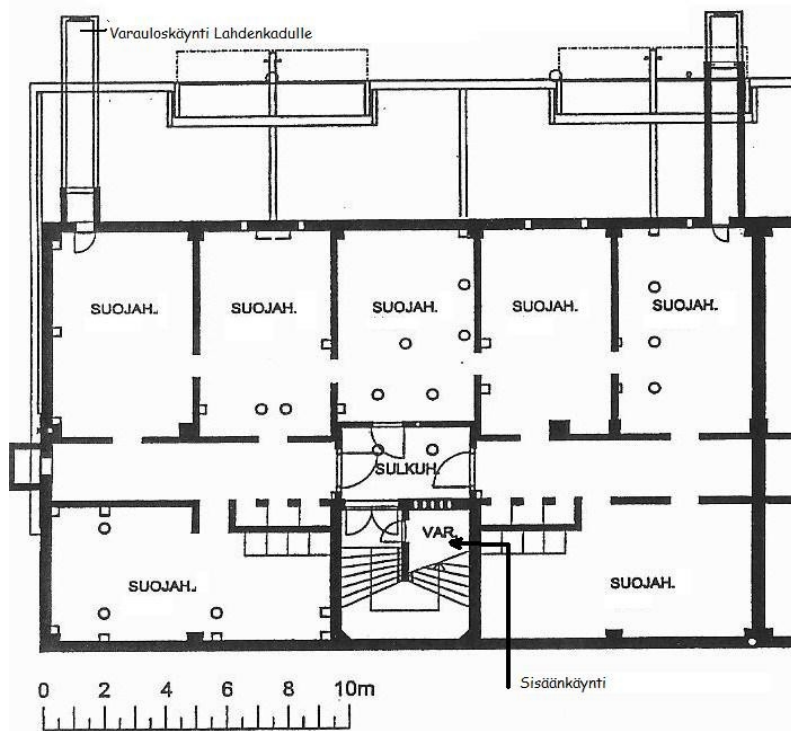 Varauloskäynti Lahdenkadulle
SUOJAH.
SUOJAH.
SUOJAH.
SUOJAH.
SUOJAH.
SULKUH.
VAR.
SUOJAH.
SUOJAH.
Sisäänkäynti
0 2 4 6 8 10m